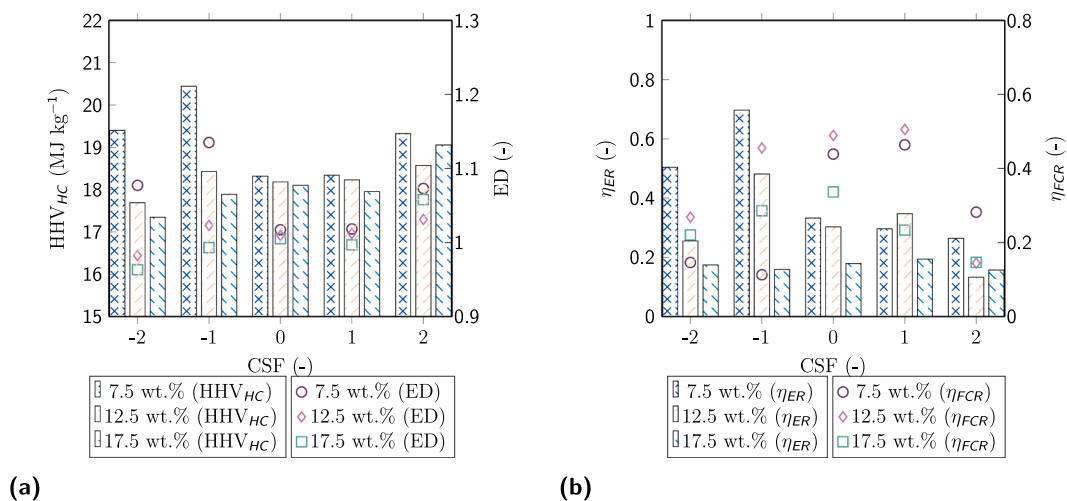 22
21
20
19
18
17
16
15
HHV_HC (MJ kg⁻¹)
1.3
1.2
1.1
1
0.9
ED (-)
-2 -1 0 1 2
CSF (-)
7.5 wt.% (HHV_HC) 7.5 wt.% (ED)
12.5 wt.% (HHV_HC) 12.5 wt.% (ED)
17.5 wt.% (HHV_HC) 17.5 wt.% (ED)
(a)
1
0.8
0.6
0.4
0.2
0
η_ER (-)
0.8
0.6
0.4
0.2
0
η_FCR (-)
-2 -1 0 1 2
CSF (-)
7.5 wt.% (η_ER) 7.5 wt.% (η_FCR)
12.5 wt.% (η_ER) 12.5 wt.% (η_FCR)
17.5 wt.% (η_ER) 17.5 wt.% (η_FCR)
(b)